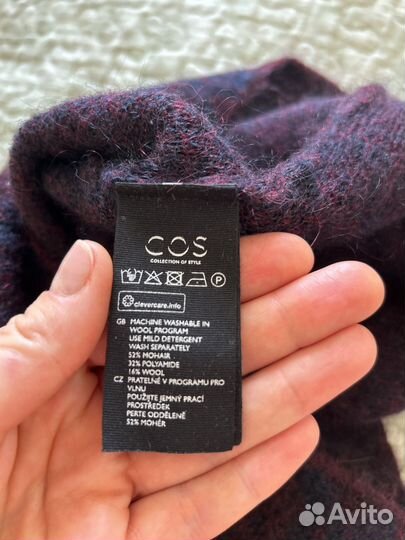 COS
COLLECTION OF STYLE
P
clevercare.info
GB MACHINE WASHABLE IN
WOOL PROGRAM
USE MILD DETERGENT
WASH SEPARATELY
52% MOHAIR
32% POLYAMIDE
16% WOOL
CZ PRATELNÉ V PROGRAMU PRO
VLNU
POUŽIJTE JEMNÝ PRACÍ
PROSTŘEDEK
PERTE ODDĚLENĚ
52% MOHÉR
Avito